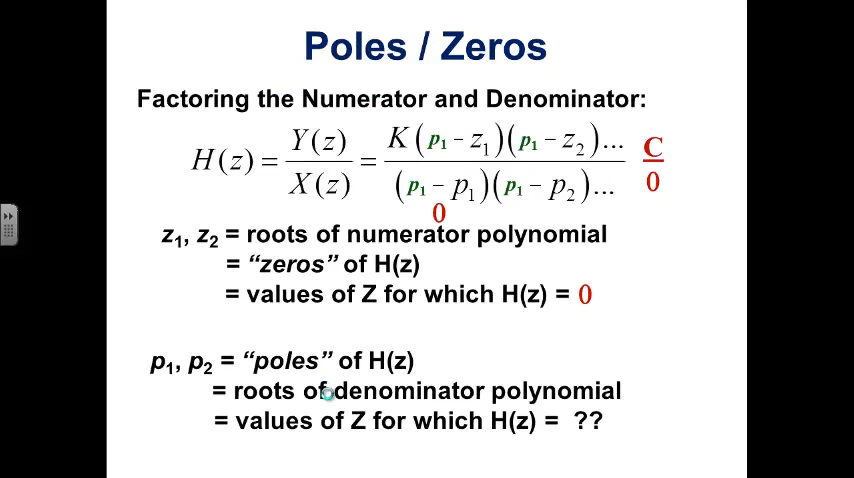 Poles / Zeros
Factoring the Numerator and Denominator:
H(z) = Y(z) / X(z) = K(p₁ − z₁)(p₁ − z₂)... / (p₁ − p₁)(p₁ − p₂)... C / 0
0
z₁, z₂ = roots of numerator polynomial
= “zeros” of H(z)
= values of Z for which H(z) = 0
p₁, p₂ = “poles” of H(z)
= roots of denominator polynomial
= values of Z for which H(z) = ??